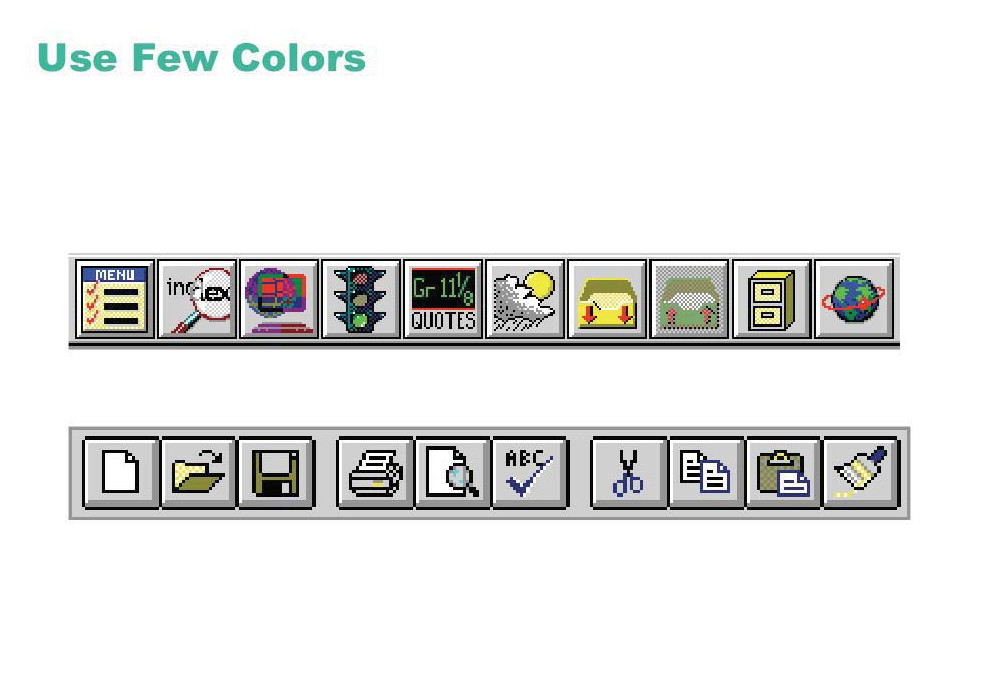 Use Few Colors
MENU
index
Gr 11⅛
QUOTES
ABC